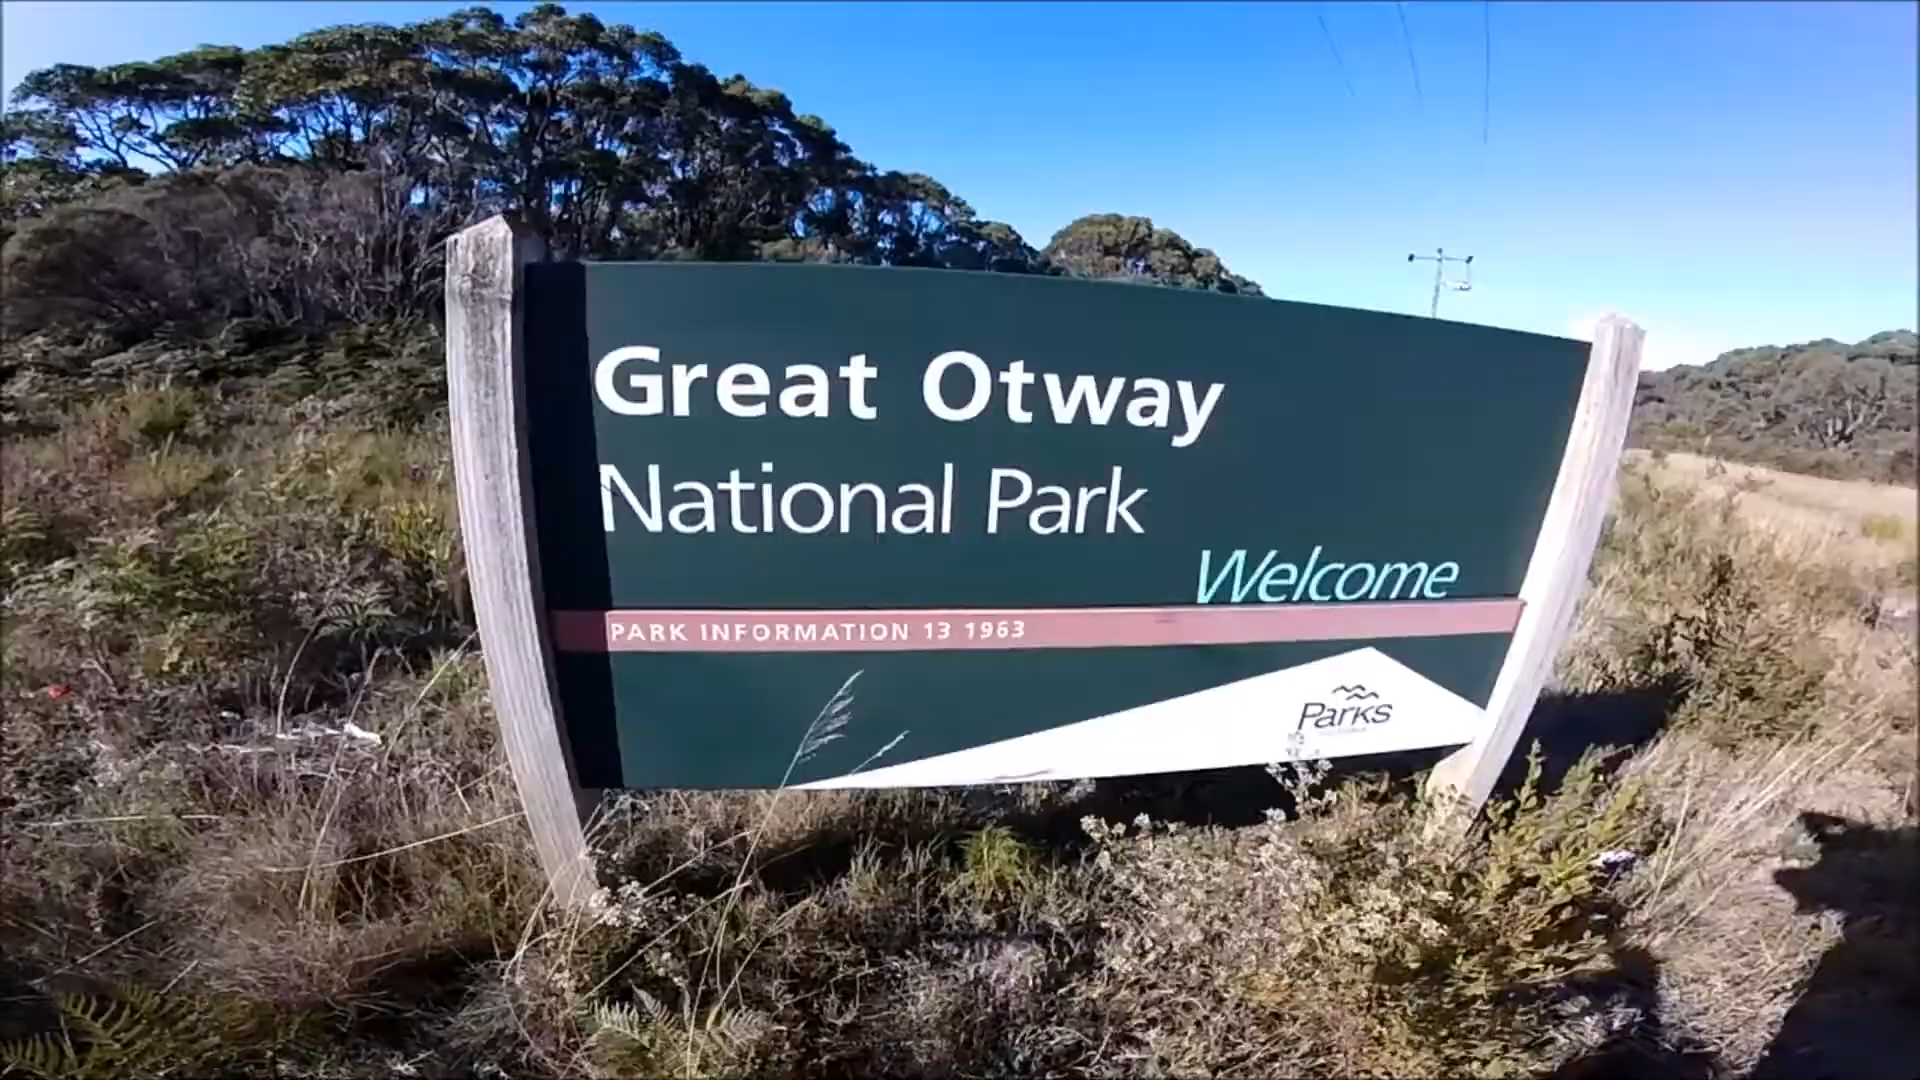 Great Otway
National Park
Welcome
PARK INFORMATION 13 1963
Parks